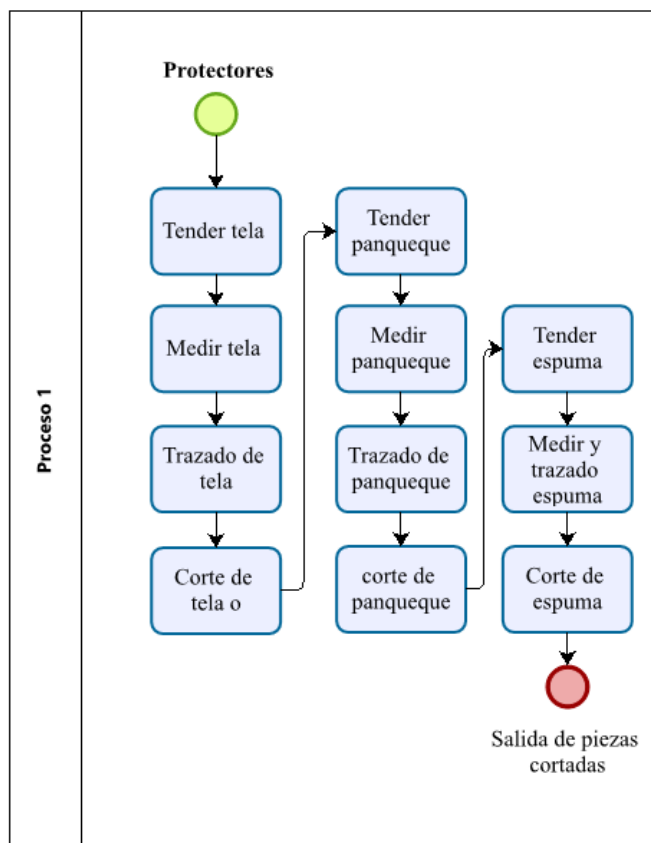 Proceso 1
Protectores
Tender tela
Medir tela
Trazado de
tela
Corte de
tela o
Tender
panqueque
Medir
panqueque
Trazado de
panqueque
corte de
panqueque
Tender
espuma
Medir y
trazado
espuma
Corte de
espuma
Salida de piezas
cortadas